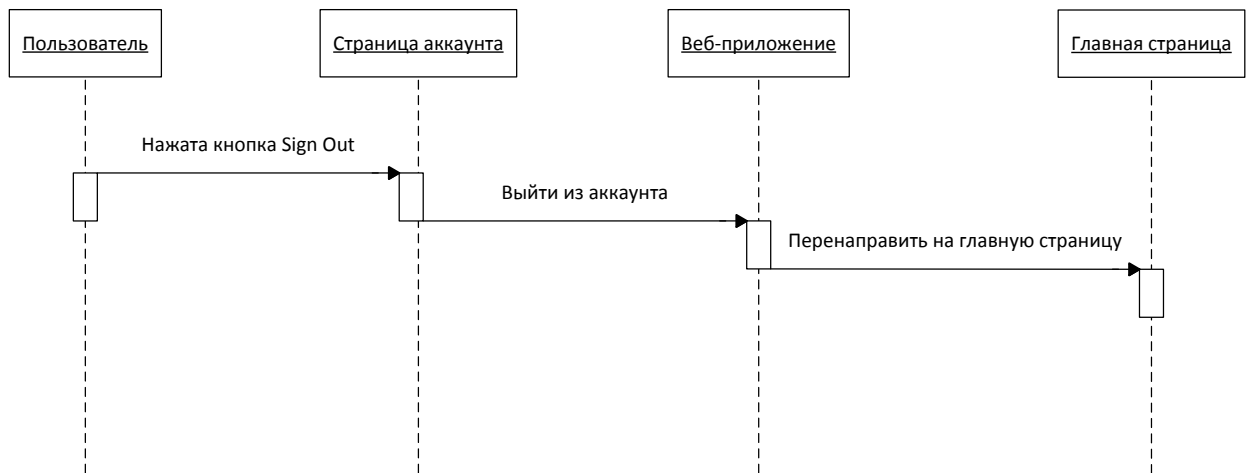 Пользователь
Страница аккаунта
Веб-приложение
Главная страница
Нажата кнопка Sign Out
Выйти из аккаунта
Перенаправить на главную страницу